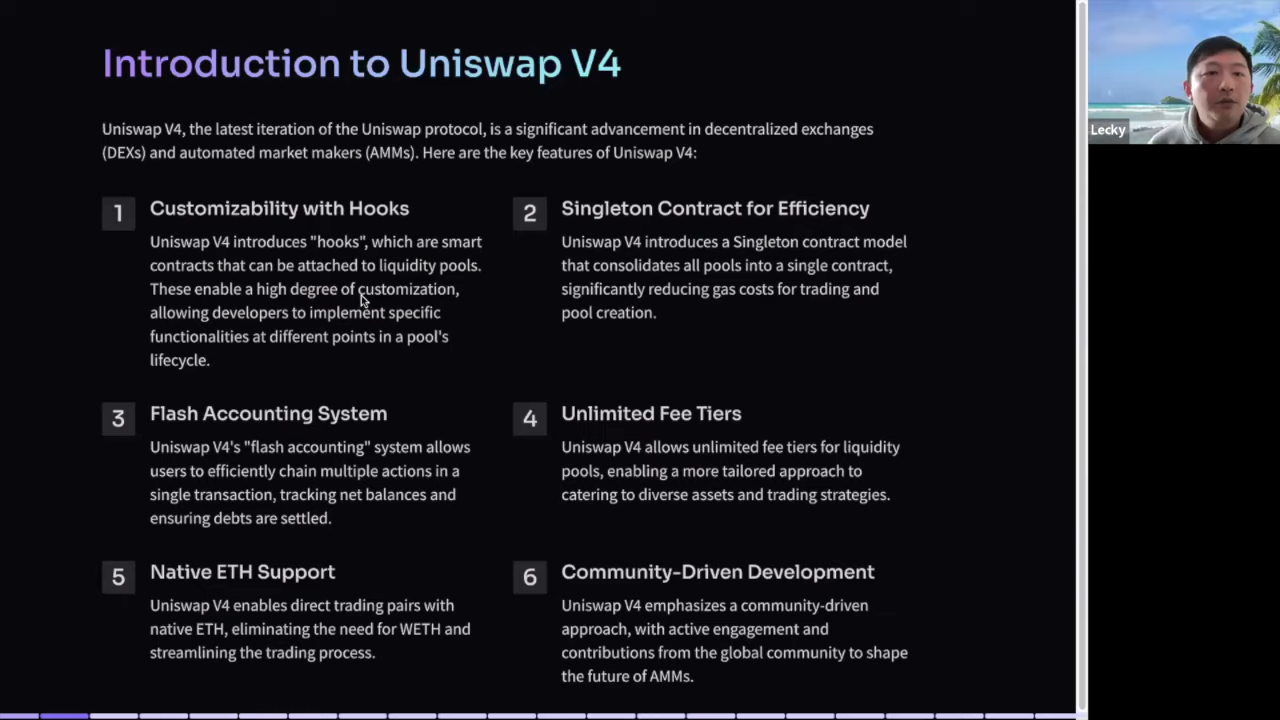 Introduction to Uniswap V4
Uniswap V4, the latest iteration of the Uniswap protocol, is a significant advancement in decentralized exchanges
(DEXs) and automated market makers (AMMs). Here are the key features of Uniswap V4:
1
Customizability with Hooks
Uniswap V4 introduces "hooks", which are smart
contracts that can be attached to liquidity pools.
These enable a high degree of customization,
allowing developers to implement specific
functionalities at different points in a pool's
lifecycle.
2
Singleton Contract for Efficiency
Uniswap V4 introduces a Singleton contract model
that consolidates all pools into a single contract,
significantly reducing gas costs for trading and
pool creation.
3
Flash Accounting System
Uniswap V4's "flash accounting" system allows
users to efficiently chain multiple actions in a
single transaction, tracking net balances and
ensuring debts are settled.
4
Unlimited Fee Tiers
Uniswap V4 allows unlimited fee tiers for liquidity
pools, enabling a more tailored approach to
catering to diverse assets and trading strategies.
5
Native ETH Support
Uniswap V4 enables direct trading pairs with
native ETH, eliminating the need for WETH and
streamlining the trading process.
6
Community-Driven Development
Uniswap V4 emphasizes a community-driven
approach, with active engagement and
contributions from the global community to shape
the future of AMMs.
Lecky